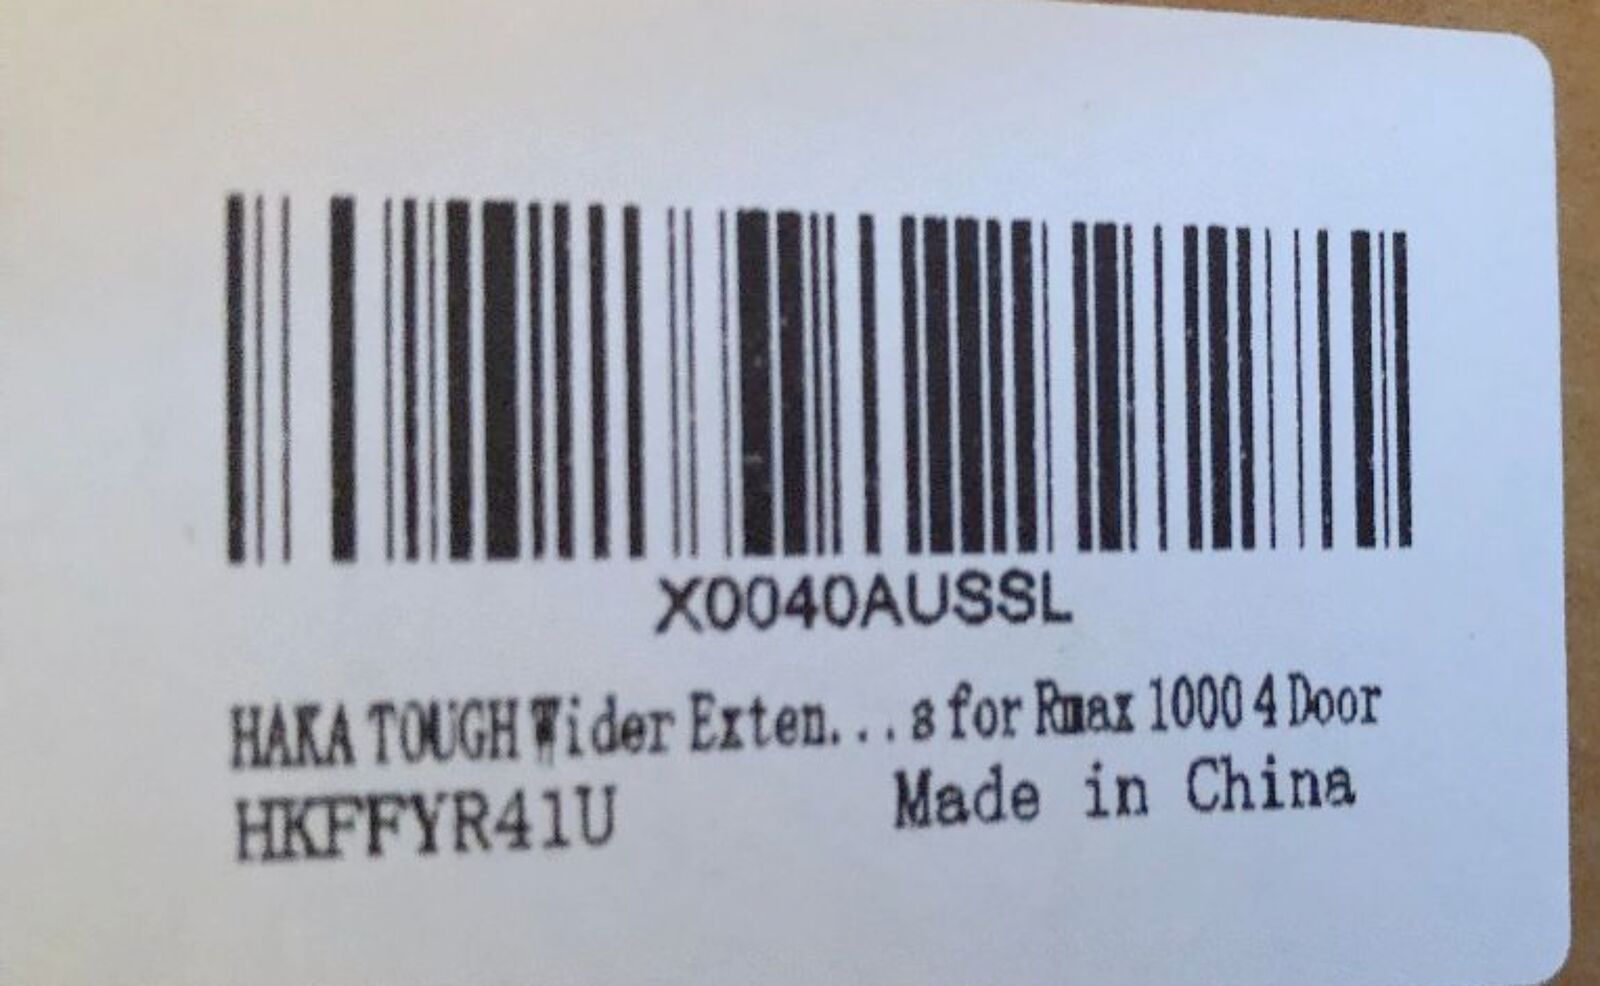 X0040AUSSL
HAKA TOUGH Wider Exten...s for Rmax 1000 4 Door
HKFFYR41U Made in China